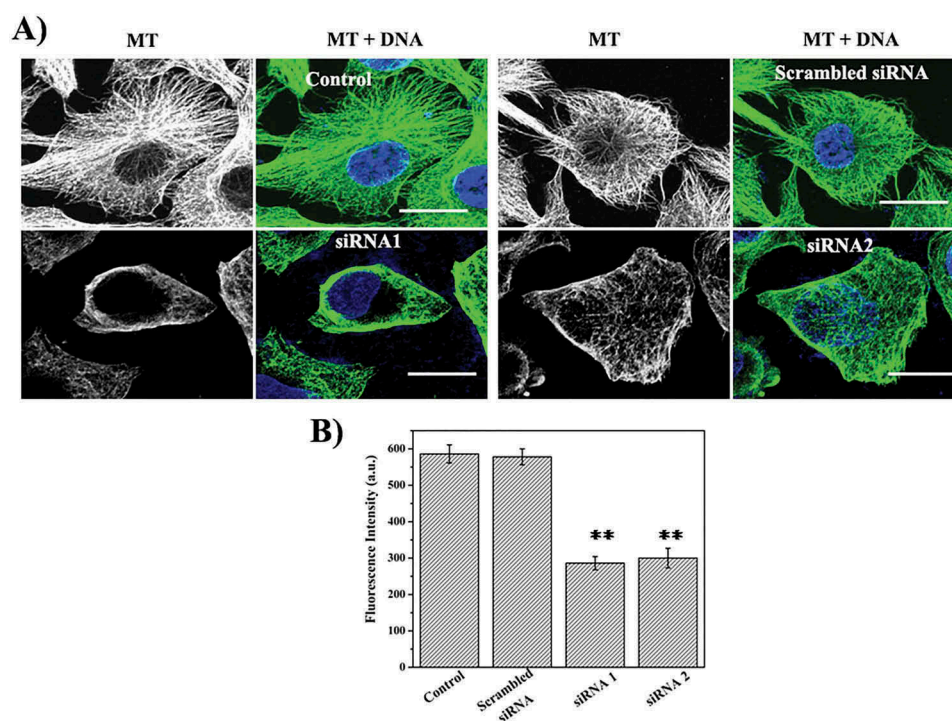 A)
MT
MT + DNA
MT
MT + DNA
Control
Scrambled siRNA
siRNA1
siRNA2
B)
Fluorescence Intensity (a.u.)
600
500
400
300
200
100
0
**
**
Control
Scrambled
siRNA
siRNA 1
siRNA 2